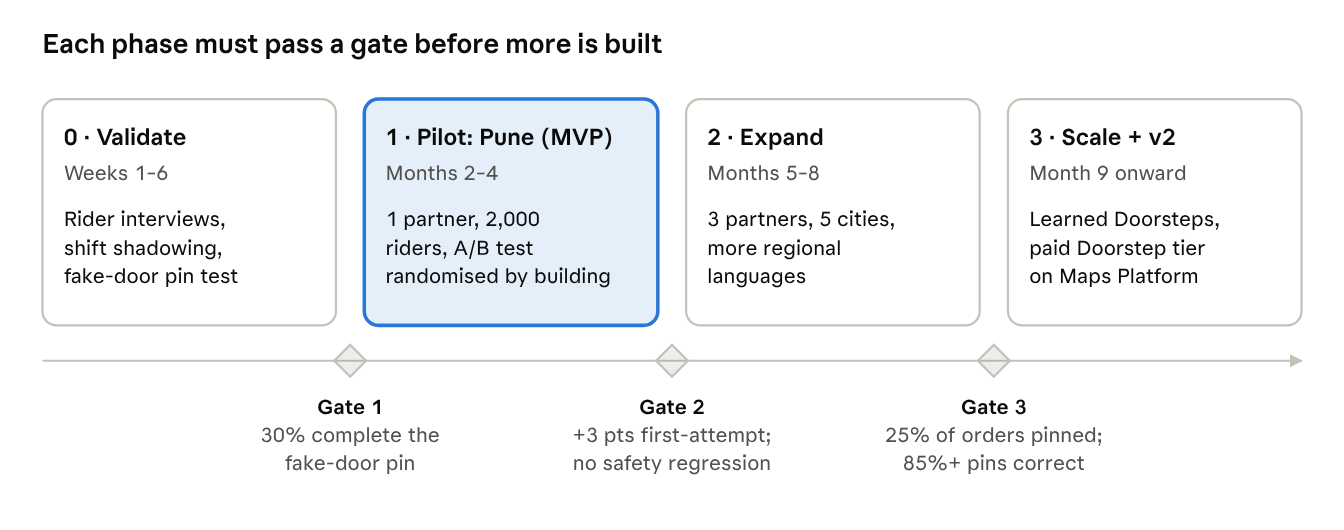 Each phase must pass a gate before more is built
0 · Validate
Weeks 1–6
Rider interviews,
shift shadowing,
fake-door pin test
1 · Pilot: Pune (MVP)
Months 2–4
1 partner, 2,000
riders, A/B test
randomised by building
2 · Expand
Months 5–8
3 partners, 5 cities,
more regional
languages
3 · Scale + v2
Month 9 onward
Learned Doorsteps,
paid Doorstep tier
on Maps Platform
Gate 1
30% complete the
fake-door pin
Gate 2
+3 pts first-attempt;
no safety regression
Gate 3
25% of orders pinned;
85%+ pins correct